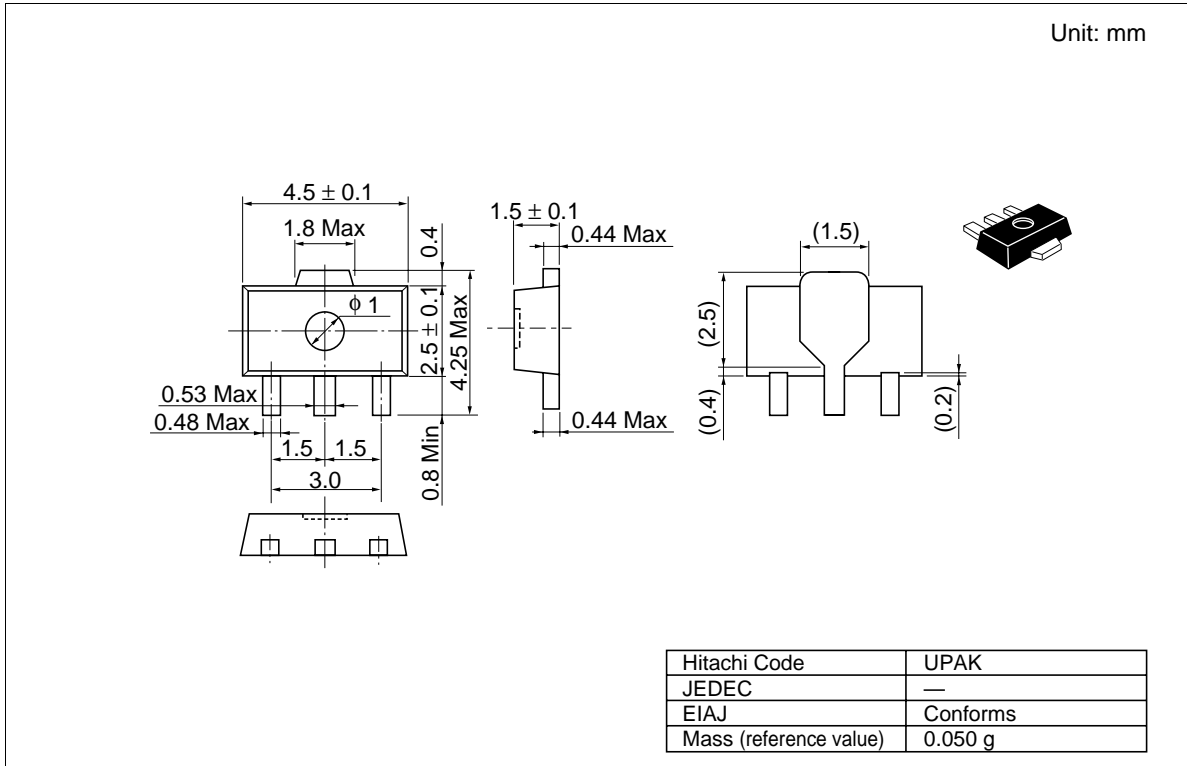 Unit: mm
4.5 ± 0.1
1.8 Max
0.4
ϕ 1
2.5 ± 0.1
4.25 Max
0.53 Max
0.48 Max
1.5
1.5
3.0
0.8 Min
1.5 ± 0.1
0.44 Max
0.44 Max
(1.5)
(2.5)
(0.4)
(0.2)
Hitachi Code UPAK
JEDEC —
EIAJ Conforms
Mass (reference value) 0.050 g